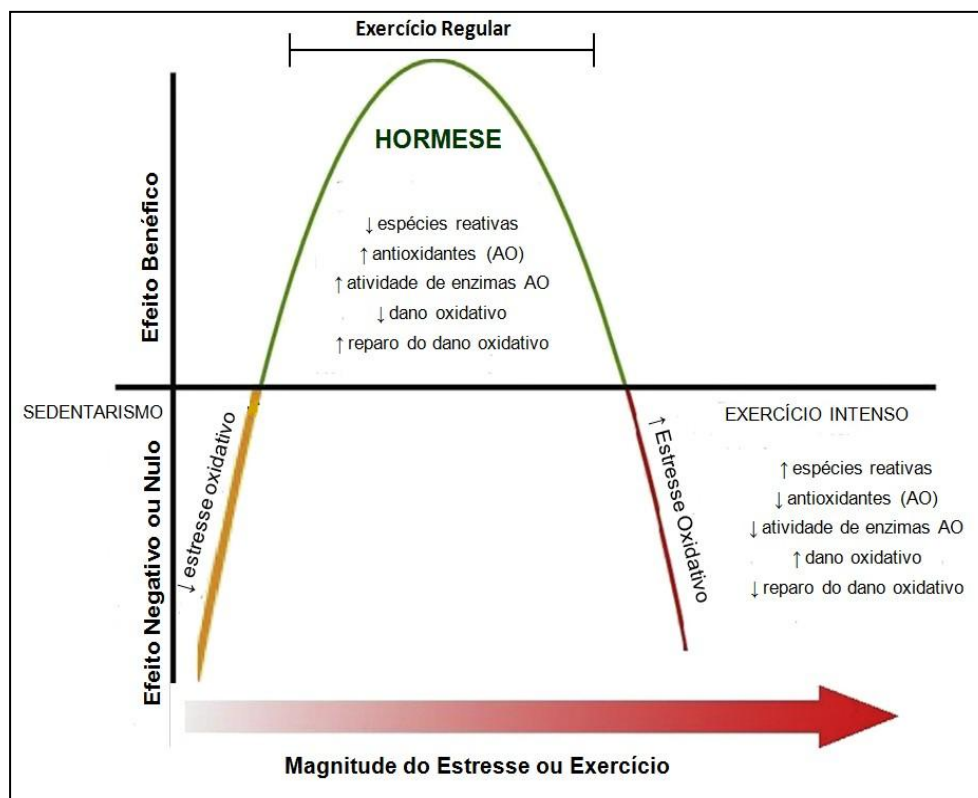 Exercício Regular
HORMESE
↓ espécies reativas
↑ antioxidantes (AO)
↑ atividade de enzimas AO
↓ dano oxidativo
↑ reparo do dano oxidativo
Efeito Benéfico
SEDENTARISMO
EXERCÍCIO INTENSO
Efeito Negativo ou Nulo
↓ estresse oxidativo
↑ Estresse Oxidativo
↑ espécies reativas
↓ antioxidantes (AO)
↓ atividade de enzimas AO
↑ dano oxidativo
↓ reparo do dano oxidativo
Magnitude do Estresse ou Exercício